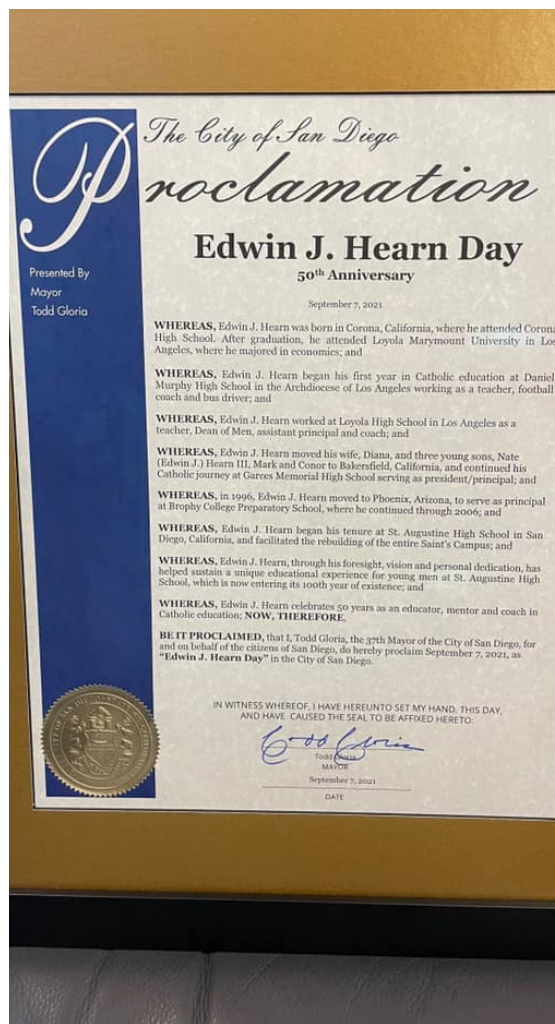 The City of San Diego
Proclamation
Edwin J. Hearn Day
50th Anniversary
Presented By
Mayor
Todd Gloria
September 7, 2021
WHEREAS, Edwin J. Hearn was born in Corona, California, where he attended Corona
High School. After graduation, he attended Loyola Marymount University in Los
Angeles, where he majored in economics; and
WHEREAS, Edwin J. Hearn began his first year in Catholic education at Daniel
Murphy High School in the Archdiocese of Los Angeles working as a teacher, football
coach and bus driver; and
WHEREAS, Edwin J. Hearn worked at Loyola High School in Los Angeles as a
teacher, Dean of Men, assistant principal and coach; and
WHEREAS, Edwin J. Hearn moved his wife, Diana, and three young sons, Nate
(Edwin J.) Hearn III, Mark and Conor to Bakersfield, California, and continued his
Catholic journey at Garces Memorial High School serving as president/principal; and
WHEREAS, in 1996, Edwin J. Hearn moved to Phoenix, Arizona, to serve as principal
at Brophy College Preparatory School, where he continued through 2006; and
WHEREAS, Edwin J. Hearn began his tenure at St. Augustine High School in San
Diego, California, and facilitated the rebuilding of the entire Saint's Campus; and
WHEREAS, Edwin J. Hearn, through his foresight, vision and personal dedication, has
helped sustain a unique educational experience for young men at St. Augustine High
School, which is now entering its 100th year of existence; and
WHEREAS, Edwin J. Hearn celebrates 50 years as an educator, mentor and coach in
Catholic education; NOW, THEREFORE,
BE IT PROCLAIMED, that I, Todd Gloria, the 37th Mayor of the City of San Diego, for
and on behalf of the citizens of San Diego, do hereby proclaim September 7, 2021, as
"Edwin J. Hearn Day" in the City of San Diego.
IN WITNESS WHEREOF, I HAVE HEREUNTO SET MY HAND, THIS DAY,
AND HAVE CAUSED THE SEAL TO BE AFFIXED HERETO:
Todd Gloria
Todd Gloria
MAYOR
September 7, 2021
DATE